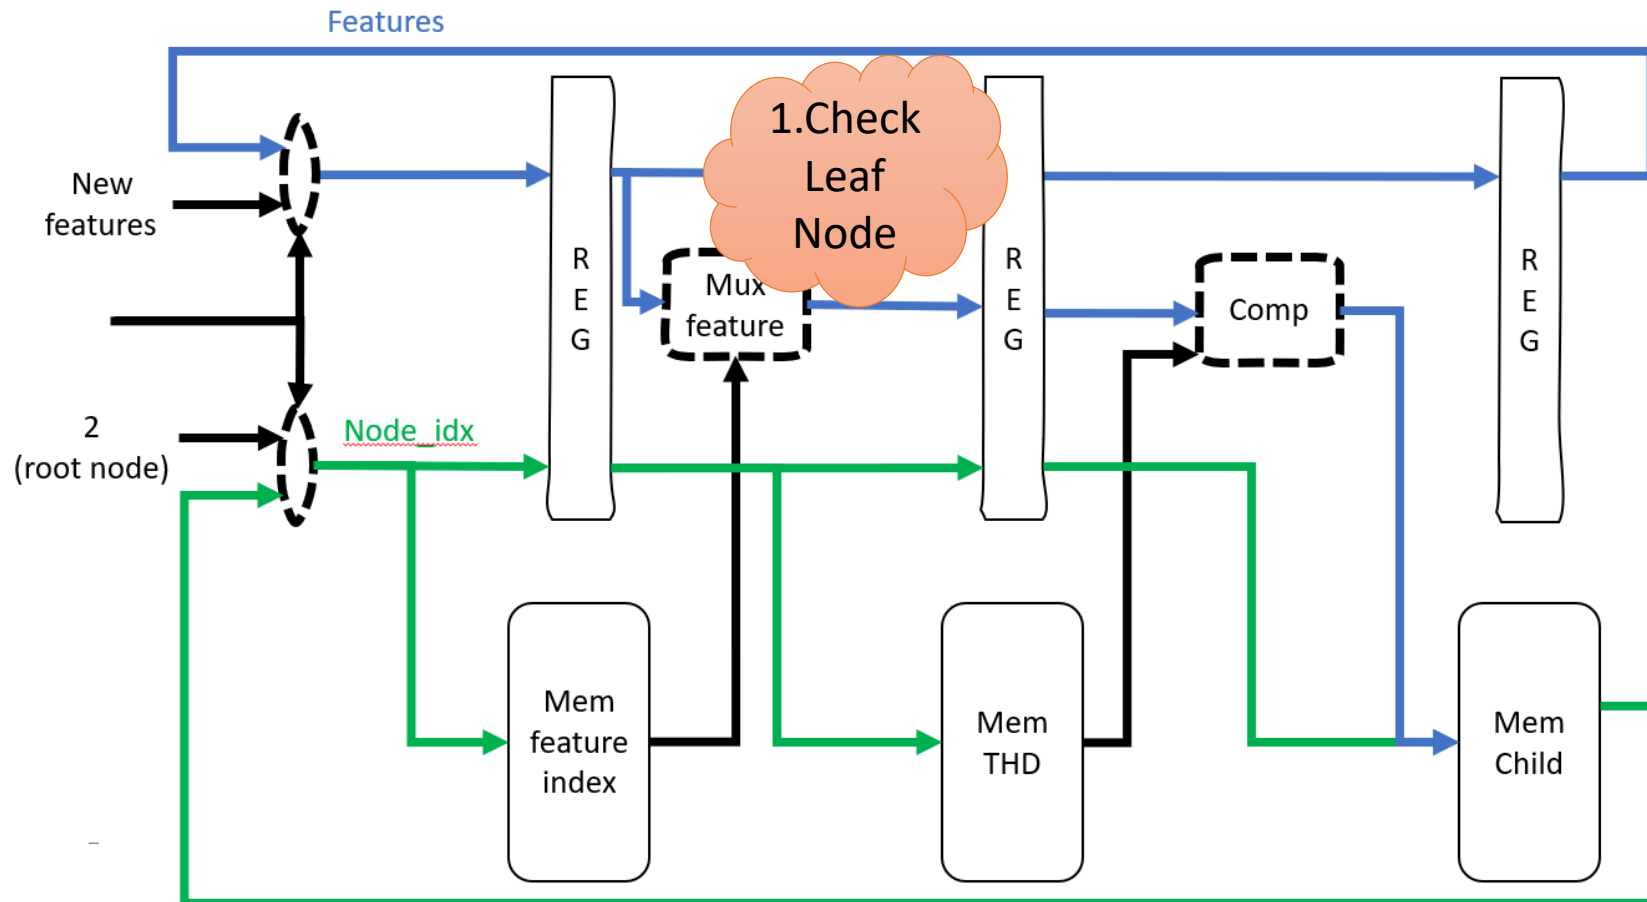 Features
1.Check
Leaf
Node
New
features
R
E
G
Mux
feature
R
E
G
Comp
R
E
G
2
(root node)
Node_idx
Mem
feature
index
Mem
THD
Mem
Child